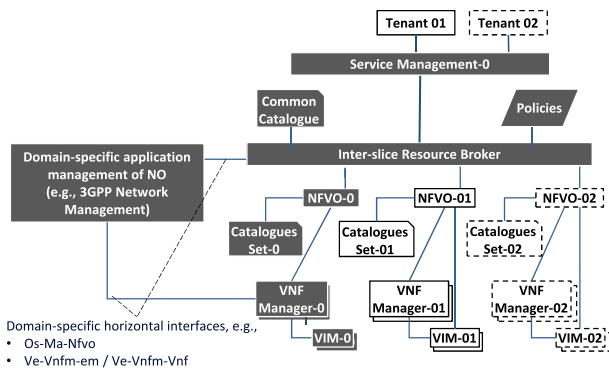 Tenant 01
Tenant 02
Service Management-0
Common
Catalogue
Policies
Inter-slice Resource Broker
Domain-specific application
management of NO
(e.g., 3GPP Network
Management)
NFVO-0
NFVO-01
NFVO-02
Catalogues
Set-0
Catalogues
Set-01
Catalogues
Set-02
VNF
Manager-0
VNF
Manager-01
VNF
Manager-02
VIM-0
VIM-01
VIM-02
Domain-specific horizontal interfaces, e.g.,
• Os-Ma-Nfvo
• Ve-Vnfm-em / Ve-Vnfm-Vnf